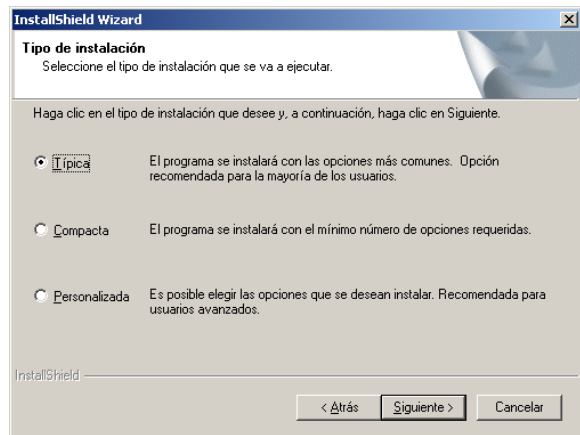 InstallShield Wizard
Tipo de instalación
Seleccione el tipo de instalación que se va a ejecutar.
Haga clic en el tipo de instalación que desee y, a continuación, haga clic en Siguiente.
Típica
El programa se instalará con las opciones más comunes. Opción
recomendada para la mayoría de los usuarios.
Compacta
El programa se instalará con el mínimo número de opciones requeridas.
Personalizada
Es posible elegir las opciones que se desean instalar. Recomendada para
usuarios avanzados.
InstallShield
< Atrás
Siguiente >
Cancelar